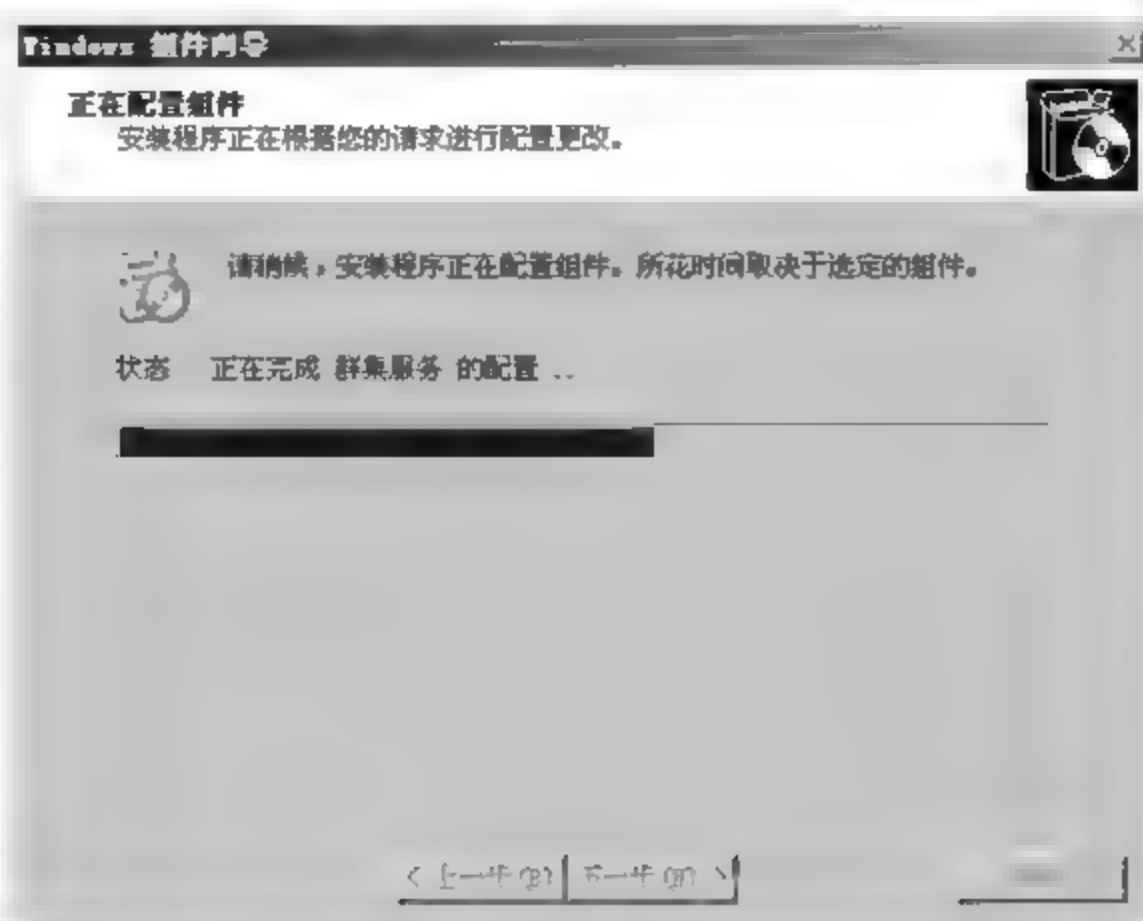 Windows 组件向导
正在配置组件
安装程序正在根据您的请求进行配置更改。
请稍候，安装程序正在配置组件。所花时间取决于选定的组件。
状态 正在完成 群集服务 的配置 ..
< 上一步(B) 下一步(N) >